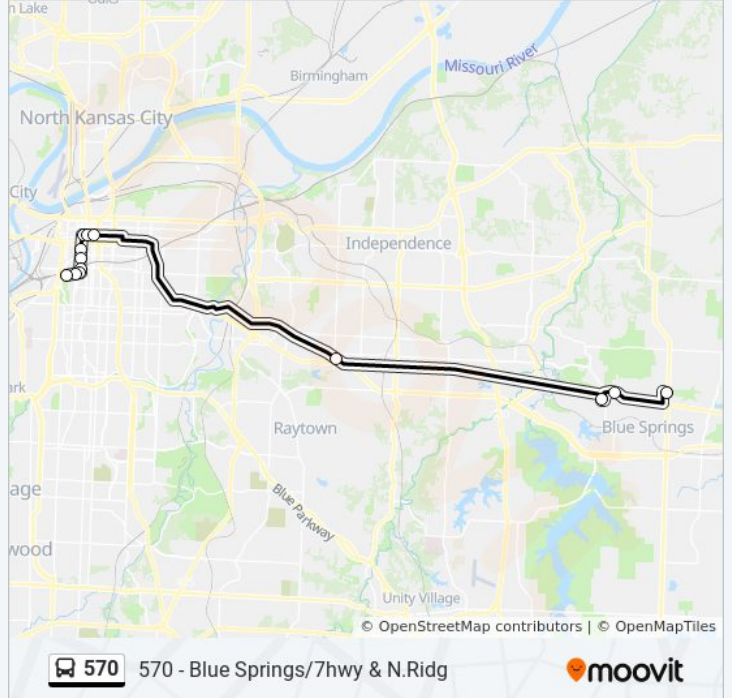 n Lake
Missouri River
Birmingham
North Kansas City
City
Independence
ark
Raytown
Blue Springs
age
Blue Parkway
wood
Unity Village
© OpenStreetMap contributors | © OpenMapTiles
570 570 - Blue Springs/7hwy & N.Ridg
moovit